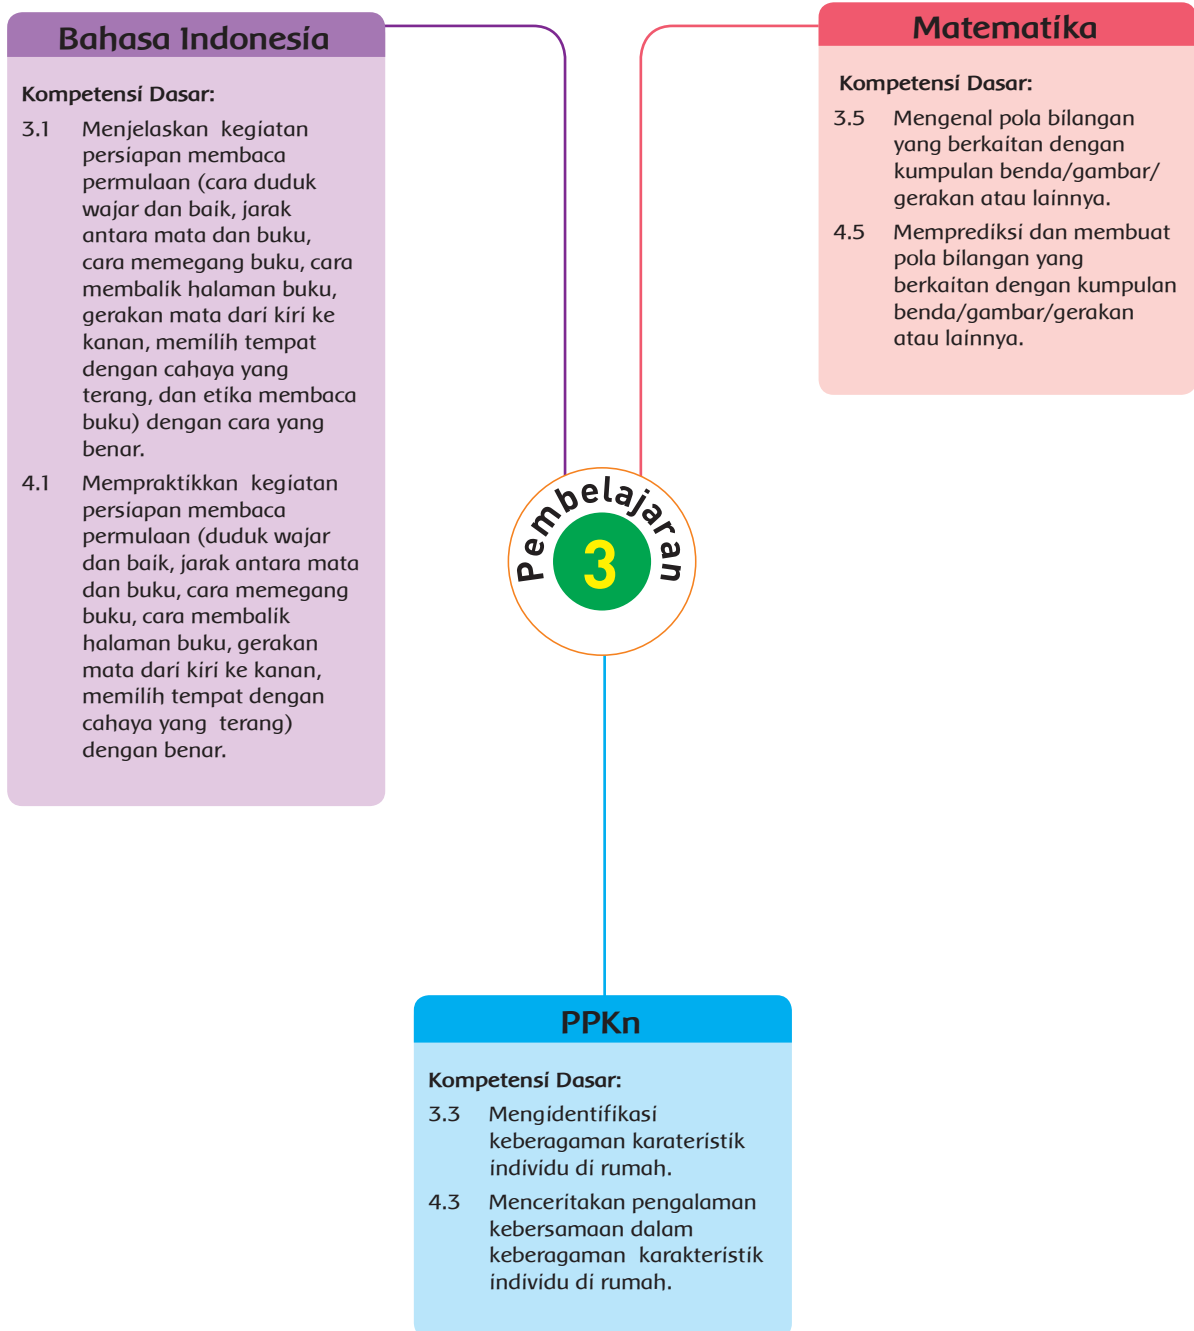 Bahasa Indonesia
Kompetensi Dasar:
3.1 Menjelaskan kegiatan
persiapan membaca
permulaan (cara duduk
wajar dan baik, jarak
antara mata dan buku,
cara memegang buku, cara
membalik halaman buku,
gerakan mata dari kiri ke
kanan, memilih tempat
dengan cahaya yang
terang, dan etika membaca
buku) dengan cara yang
benar.
4.1 Mempraktikkan kegiatan
persiapan membaca
permulaan (duduk wajar
dan baik, jarak antara mata
dan buku, cara memegang
buku, cara membalik
halaman buku, gerakan
mata dari kiri ke kanan,
memilih tempat dengan
cahaya yang terang)
dengan benar.
Matematika
Kompetensi Dasar:
3.5 Mengenal pola bilangan
yang berkaitan dengan
kumpulan benda/gambar/
gerakan atau lainnya.
4.5 Memprediksi dan membuat
pola bilangan yang
berkaitan dengan kumpulan
benda/gambar/gerakan
atau lainnya.
Pembelajaran
3
PPKn
Kompetensi Dasar:
3.3 Mengidentifikasi
keberagaman karateristik
individu di rumah.
4.3 Menceritakan pengalaman
kebersamaan dalam
keberagaman karakteristik
individu di rumah.